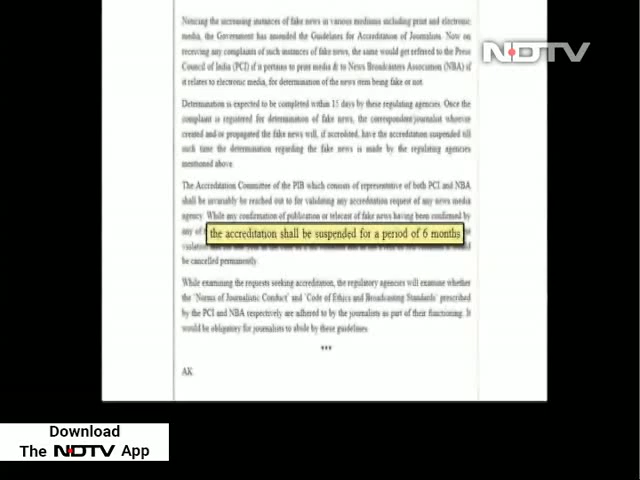 Noticing the increasing instances of fake news in various mediums including print and electronic
media, the Government has amended the Guidelines for Accreditation of Journalists. Now on
receiving any complaints of such instances of fake news, the same would get referred to the Press
Council of India (PCI) if it pertains to print media & to News Broadcasters Association (NBA) if
it relates to electronic media, for determination of the news item being fake or not.
NDTV
Determination is expected to be completed within 15 days by these regulating agencies. Once the
complaint is registered for determination of fake news, the correspondent/journalist whoever
created and/or propagated the fake news will, if accredited, have the accreditation suspended till
such time the determination regarding the fake news is made by the regulating agencies
mentioned above.
The Accreditation Committee of the PIB which consists of representative of both PCI and NBA
shall be invariably be reached out to for validating any accreditation request of any news media
agency. While any confirmation of publication or telecast of fake news having been confirmed by
any of
the accreditation shall be suspended for a period of 6 months
be cancelled permanently.
While examining the requests seeking accreditation, the regulatory agencies will examine whether
the 'Norms of Journalistic Conduct' and 'Code of Ethics and Broadcasting Standards' prescribed
by the PCI and NBA respectively are adhered to by the journalists as part of their functioning. It
would be obligatory for journalists to abide by these guidelines.
***
AK
Download
The NDTV App